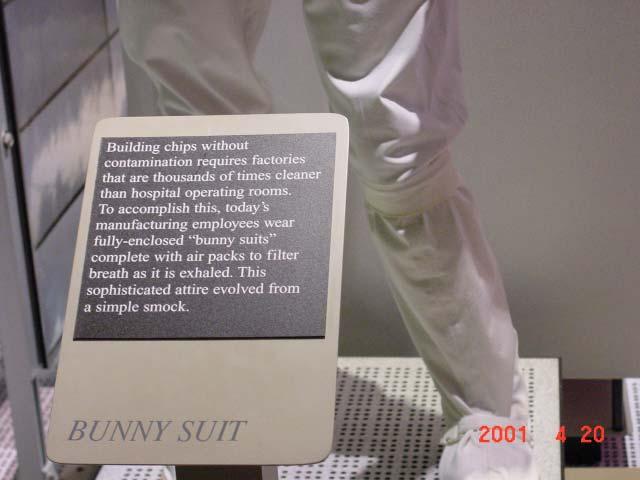 Building chips without
contamination requires factories
that are thousands of times cleaner
than hospital operating rooms.
To accomplish this, today's
manufacturing employees wear
fully-enclosed "bunny suits"
complete with air packs to filter
breath as it is exhaled. This
sophisticated attire evolved from
a simple smock.
BUNNY SUIT
2001 4 20